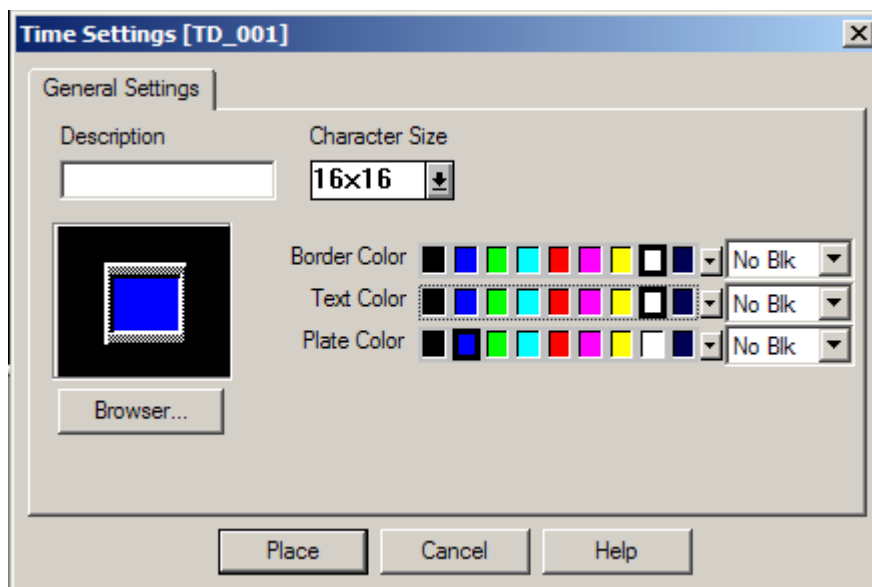 Time Settings [TD_001]
General Settings
Description
Character Size
16x16
Border Color
No Blk
Text Color
No Blk
Plate Color
No Blk
Browser...
Place
Cancel
Help